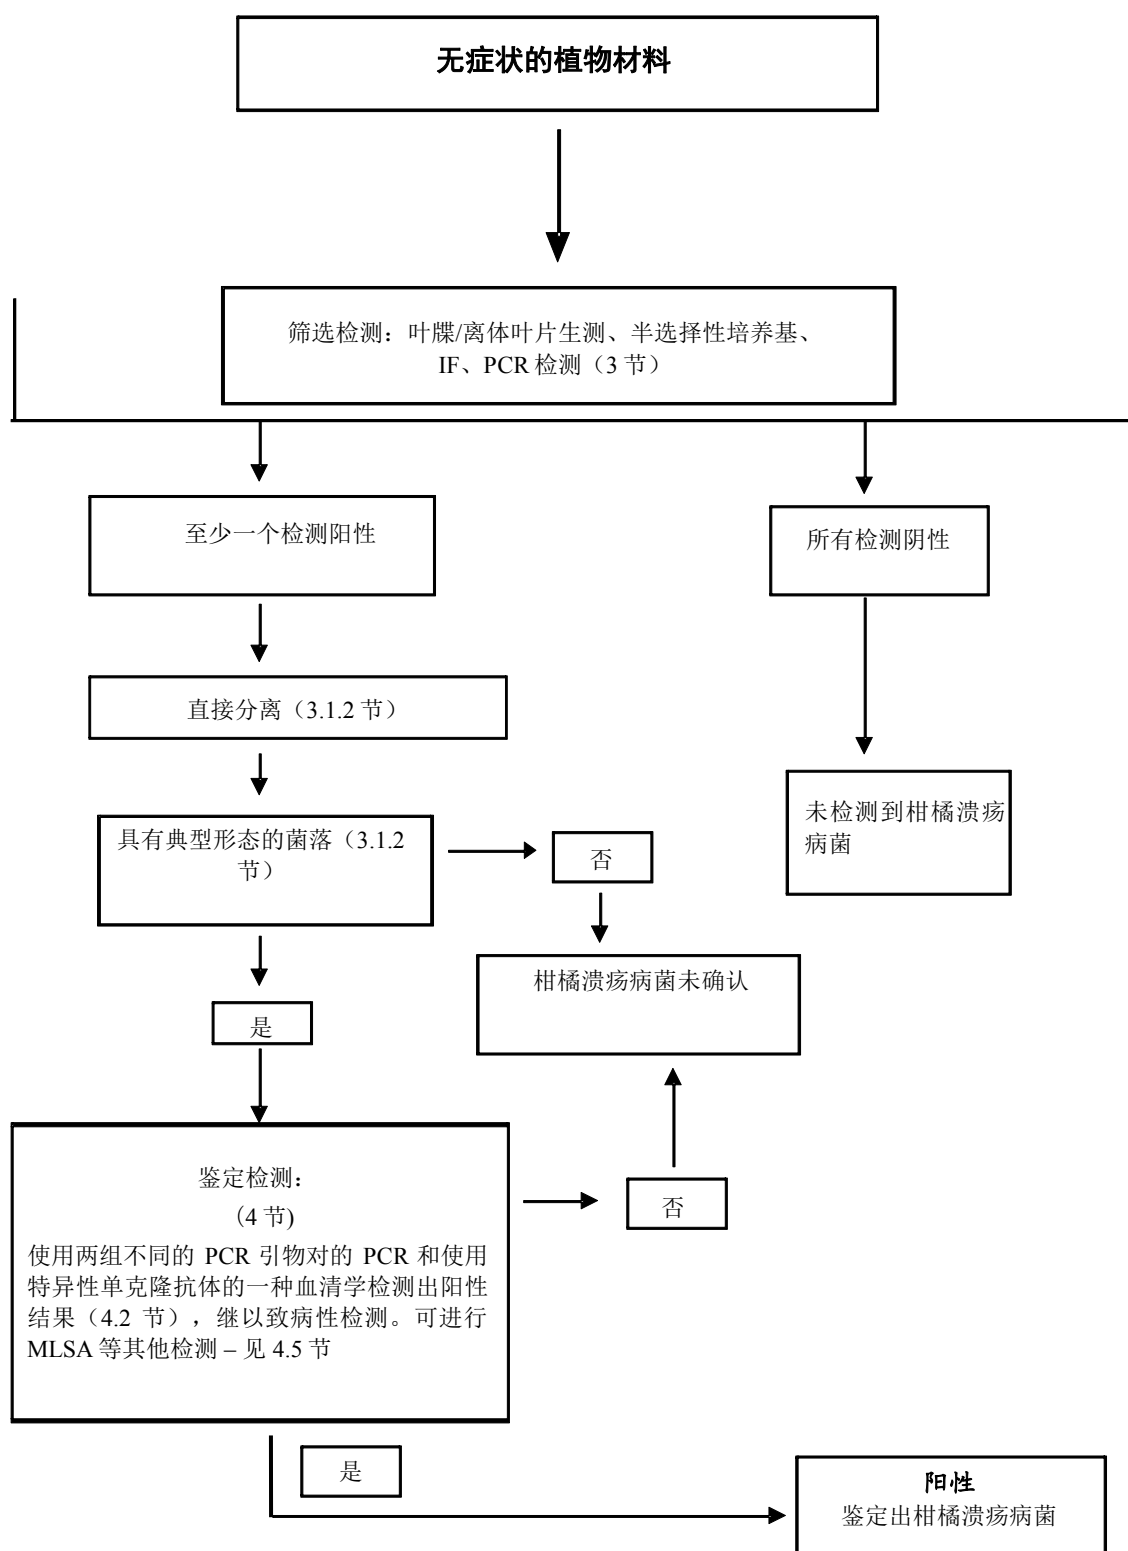 无症状的植物材料
筛选检测：叶牒/离体叶片生测、半选择性培养基、
IF、PCR 检测（3 节）
至少一个检测阳性
所有检测阴性
直接分离（3.1.2 节）
具有典型形态的菌落（3.1.2
节）
否
未检测到柑橘溃疡
病菌
柑橘溃疡病菌未确认
是
鉴定检测：
（4 节)
使用两组不同的 PCR 引物对的 PCR 和使用
特异性单克隆抗体的一种血清学检测出阳性
结果（4.2 节），继以致病性检测。可进行
MLSA 等其他检测 – 见 4.5 节
否
是
阳性
鉴定出柑橘溃疡病菌